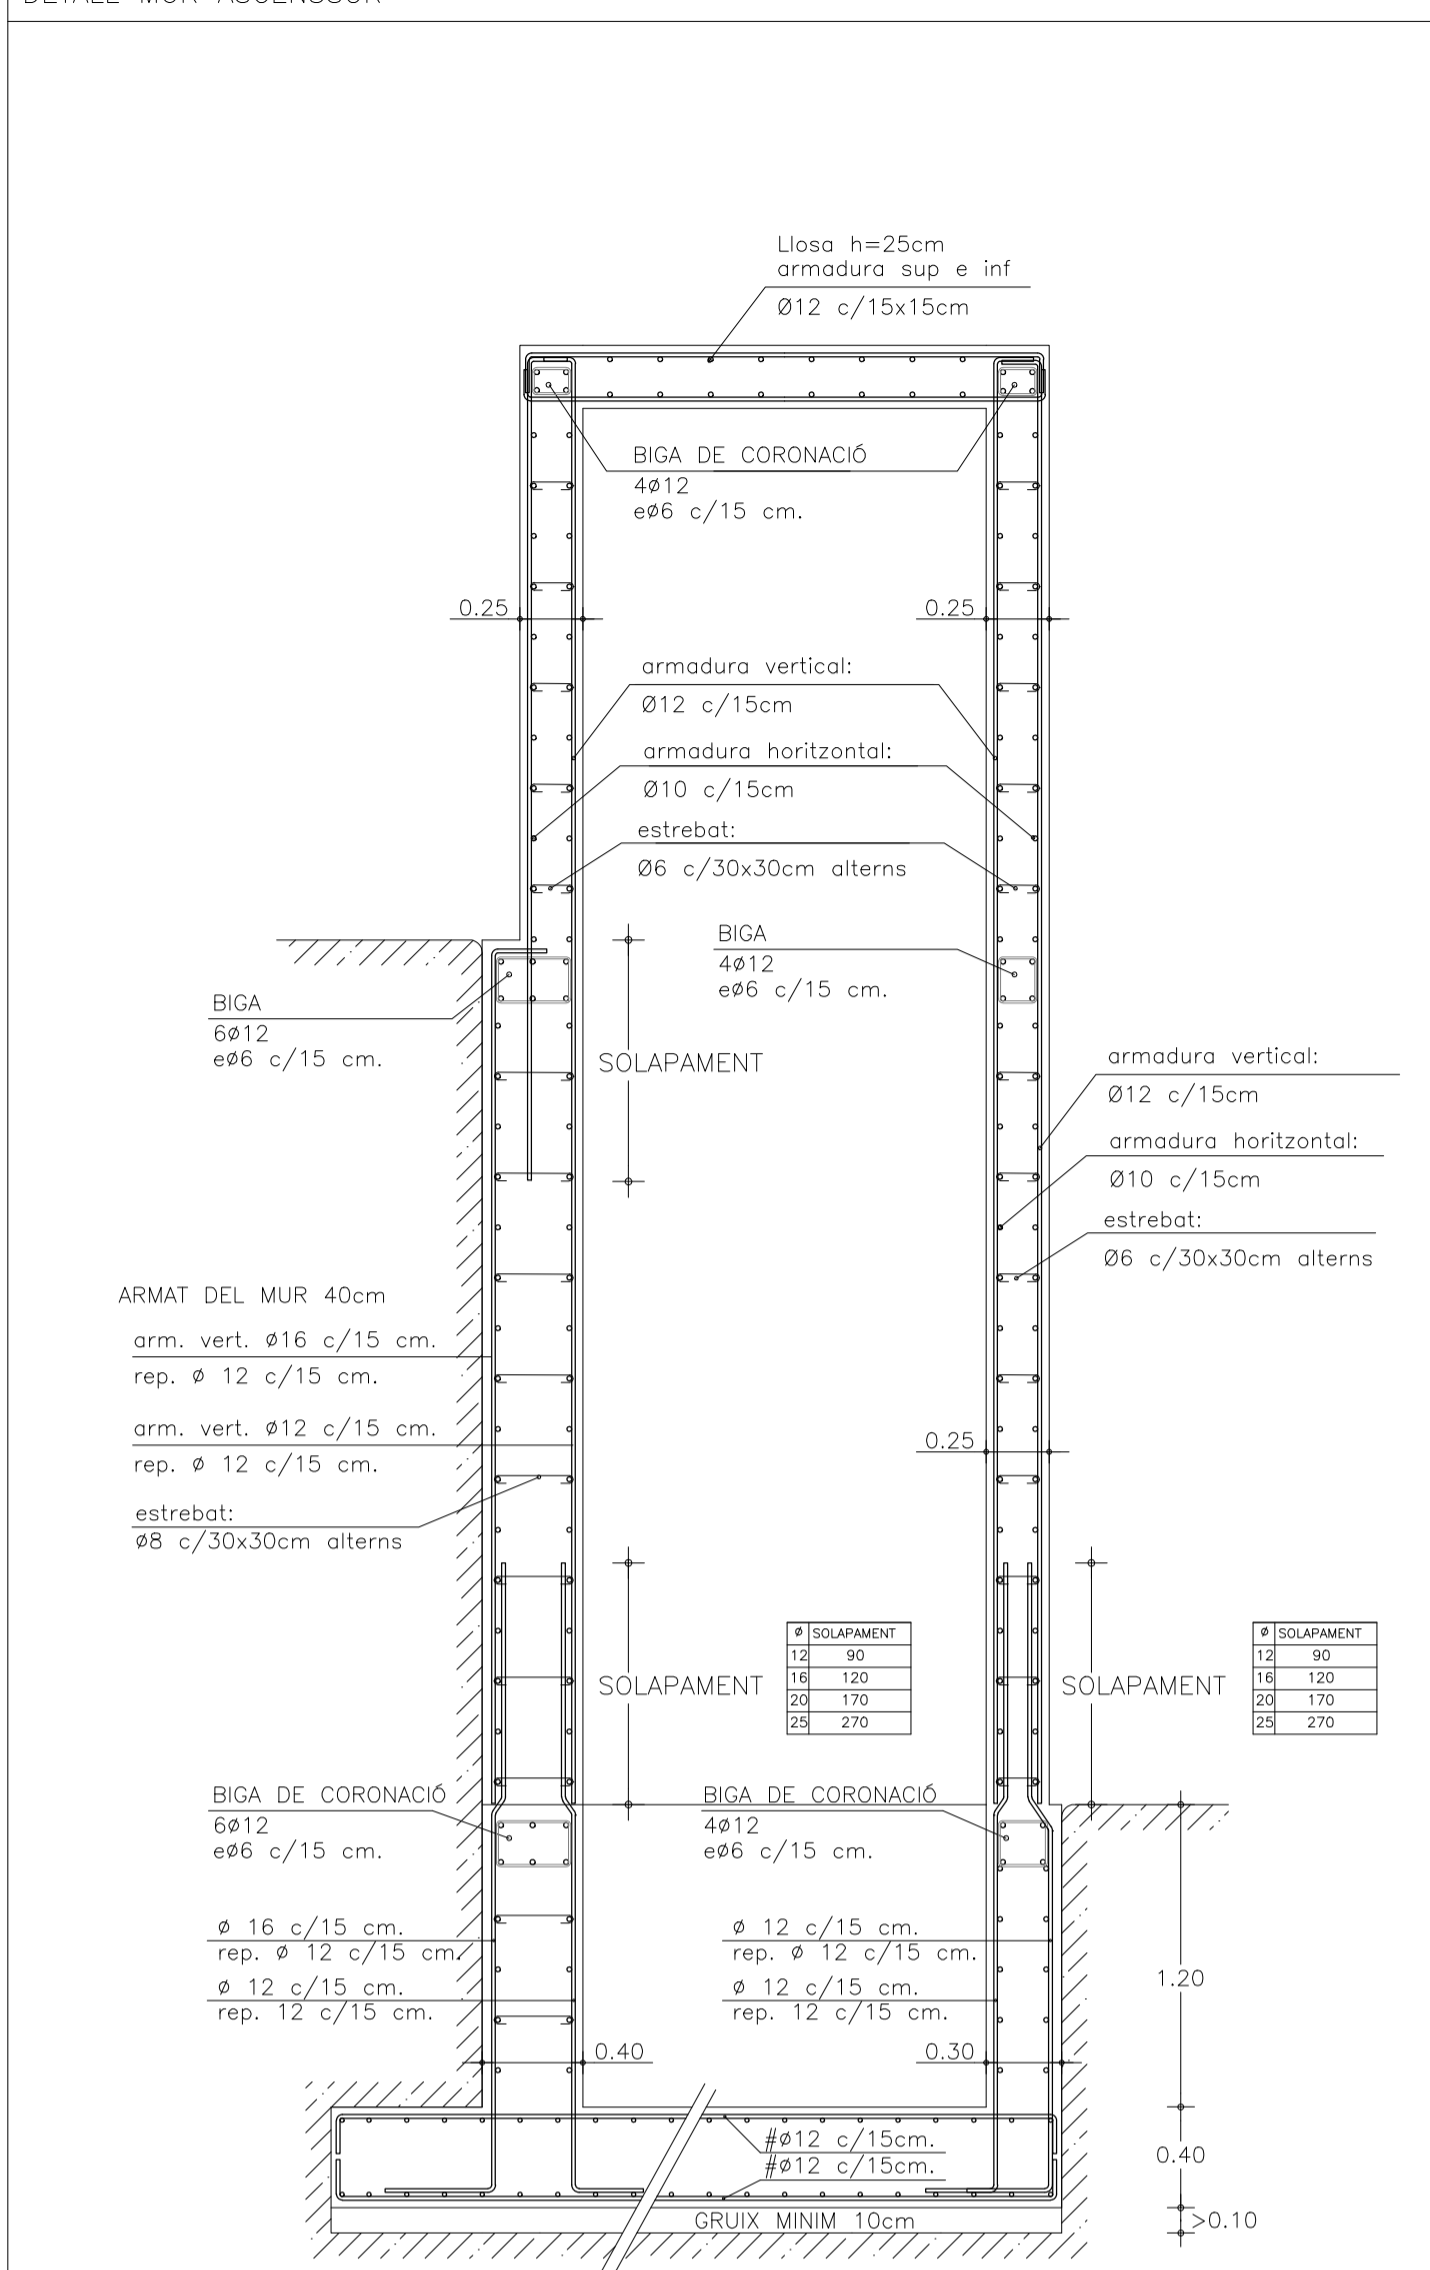 DETALL MUR ASCENSSOR
Llosa h=25cm
armadura sup e inf
Ø12 c/15x15cm
BIGA DE CORONACIÓ
4ø12
eø6 c/15 cm.
0.25
0.25
armadura vertical:
Ø12 c/15cm
armadura horitzontal:
Ø10 c/15cm
estrebat:
Ø6 c/30x30cm alterns
BIGA
4ø12
eø6 c/15 cm.
BIGA
6ø12
eø6 c/15 cm.
SOLAPAMENT
armadura vertical:
Ø12 c/15cm
armadura horitzontal:
Ø10 c/15cm
estrebat:
Ø6 c/30x30cm alterns
ARMAT DEL MUR 40cm
arm. vert. ø16 c/15 cm.
rep. ø 12 c/15 cm.
arm. vert. ø12 c/15 cm.
rep. ø 12 c/15 cm.
0.25
estrebat:
ø8 c/30x30cm alterns
SOLAPAMENT
ø SOLAPAMENT
12 90
16 120
20 170
25 270
SOLAPAMENT
ø SOLAPAMENT
12 90
16 120
20 170
25 270
BIGA DE CORONACIÓ
6ø12
eø6 c/15 cm.
BIGA DE CORONACIÓ
4ø12
eø6 c/15 cm.
ø 16 c/15 cm.
rep. ø 12 c/15 cm.
ø 12 c/15 cm.
rep. 12 c/15 cm.
ø 12 c/15 cm.
rep. ø 12 c/15 cm.
ø 12 c/15 cm.
rep. 12 c/15 cm.
1.20
0.40
0.30
#ø12 c/15cm.
#ø12 c/15cm.
0.40
GRUIX MINIM 10cm
>0.10